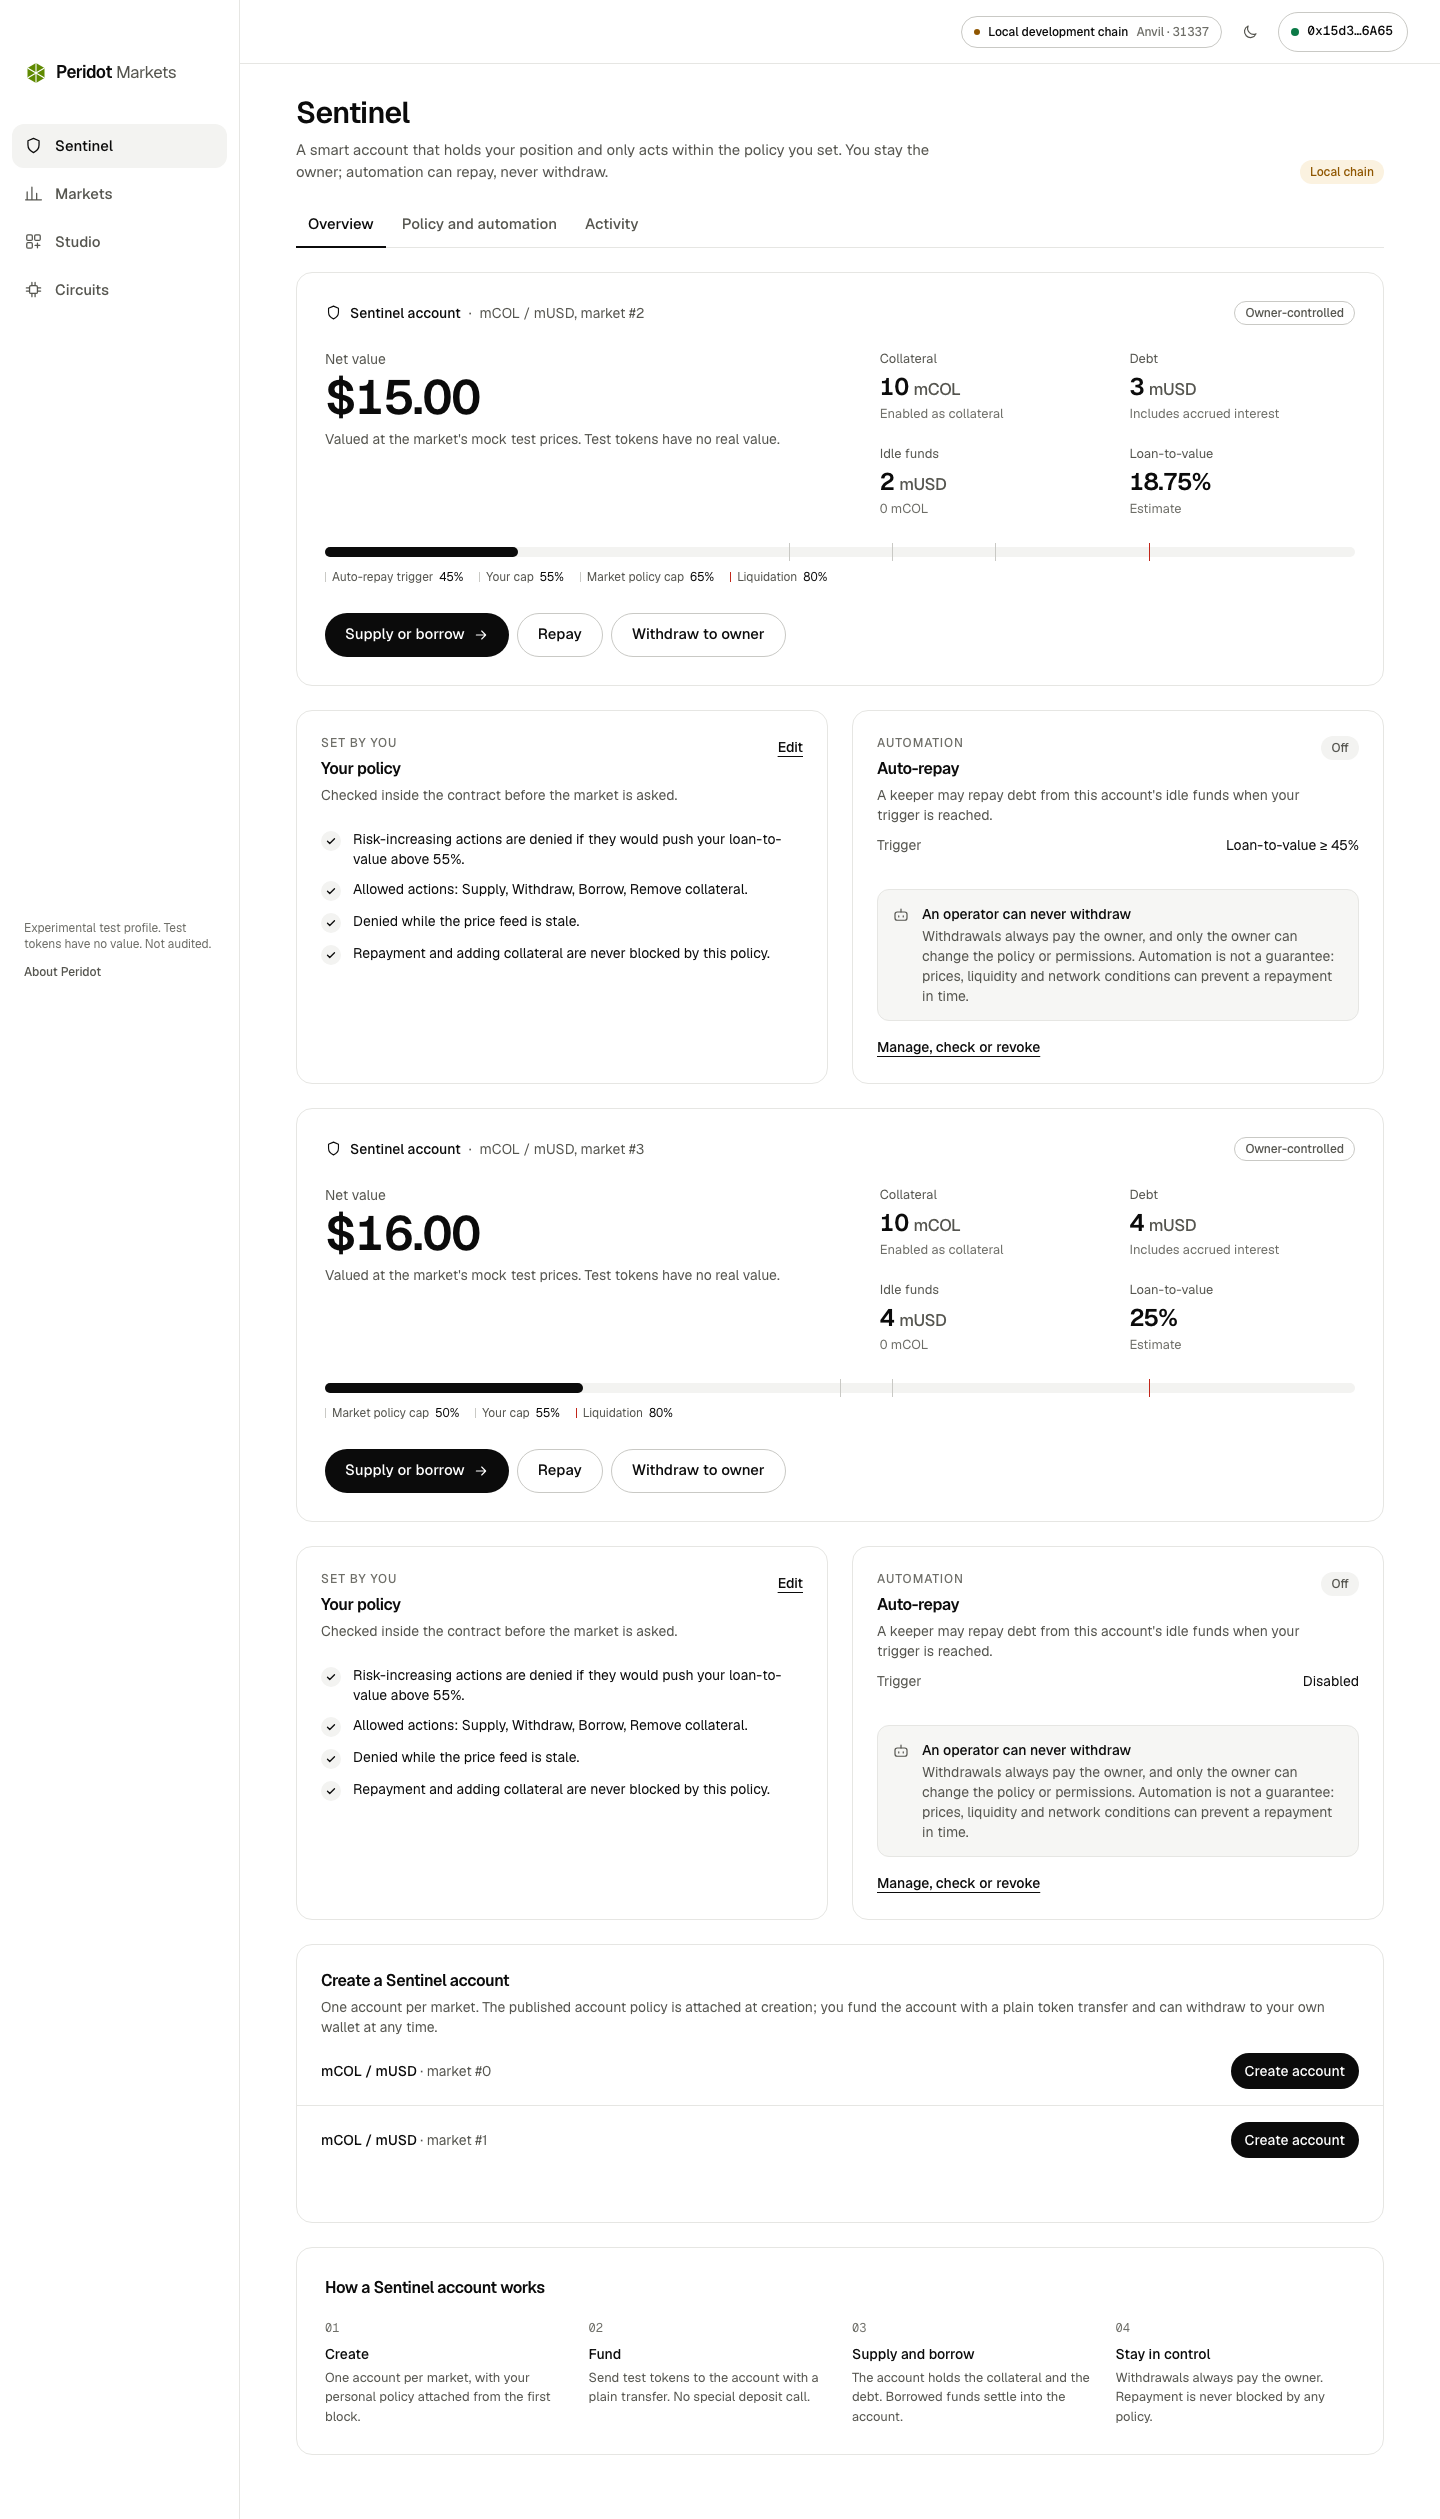 Local development chain Anvil · 31337
0x15d3…6A65
Peridot Markets
Sentinel
Markets
Studio
Circuits
Experimental test profile. Test
tokens have no value. Not audited.
About Peridot
Sentinel
A smart account that holds your position and only acts within the policy you set. You stay the
owner; automation can repay, never withdraw.
Local chain
Overview
Policy and automation
Activity
Sentinel account · mCOL / mUSD, market #2
Owner-controlled
Net value
$15.00
Valued at the market's mock test prices. Test tokens have no real value.
Collateral
10 mCOL
Enabled as collateral
Debt
3 mUSD
Includes accrued interest
Idle funds
2 mUSD
0 mCOL
Loan-to-value
18.75%
Estimate
Auto-repay trigger 45%
Your cap 55%
Market policy cap 65%
Liquidation 80%
Supply or borrow →
Repay
Withdraw to owner
SET BY YOU
Your policy
Edit
Checked inside the contract before the market is asked.
Risk-increasing actions are denied if they would push your loan-to-
value above 55%.
Allowed actions: Supply, Withdraw, Borrow, Remove collateral.
Denied while the price feed is stale.
Repayment and adding collateral are never blocked by this policy.
AUTOMATION
Auto-repay
Off
A keeper may repay debt from this account's idle funds when your
trigger is reached.
Trigger
Loan-to-value ≥ 45%
An operator can never withdraw
Withdrawals always pay the owner, and only the owner can
change the policy or permissions. Automation is not a guarantee:
prices, liquidity and network conditions can prevent a repayment
in time.
Manage, check or revoke
Sentinel account · mCOL / mUSD, market #3
Owner-controlled
Net value
$16.00
Valued at the market's mock test prices. Test tokens have no real value.
Collateral
10 mCOL
Enabled as collateral
Debt
4 mUSD
Includes accrued interest
Idle funds
4 mUSD
0 mCOL
Loan-to-value
25%
Estimate
Market policy cap 50%
Your cap 55%
Liquidation 80%
Supply or borrow →
Repay
Withdraw to owner
SET BY YOU
Your policy
Edit
Checked inside the contract before the market is asked.
Risk-increasing actions are denied if they would push your loan-to-
value above 55%.
Allowed actions: Supply, Withdraw, Borrow, Remove collateral.
Denied while the price feed is stale.
Repayment and adding collateral are never blocked by this policy.
AUTOMATION
Auto-repay
Off
A keeper may repay debt from this account's idle funds when your
trigger is reached.
Trigger
Disabled
An operator can never withdraw
Withdrawals always pay the owner, and only the owner can
change the policy or permissions. Automation is not a guarantee:
prices, liquidity and network conditions can prevent a repayment
in time.
Manage, check or revoke
Create a Sentinel account
One account per market. The published account policy is attached at creation; you fund the account with a plain token transfer and can withdraw to your own
wallet at any time.
mCOL / mUSD · market #0
Create account
mCOL / mUSD · market #1
Create account
How a Sentinel account works
01
Create
One account per market, with your
personal policy attached from the first
block.
02
Fund
Send test tokens to the account with a
plain transfer. No special deposit call.
03
Supply and borrow
The account holds the collateral and the
debt. Borrowed funds settle into the
account.
04
Stay in control
Withdrawals always pay the owner.
Repayment is never blocked by any
policy.